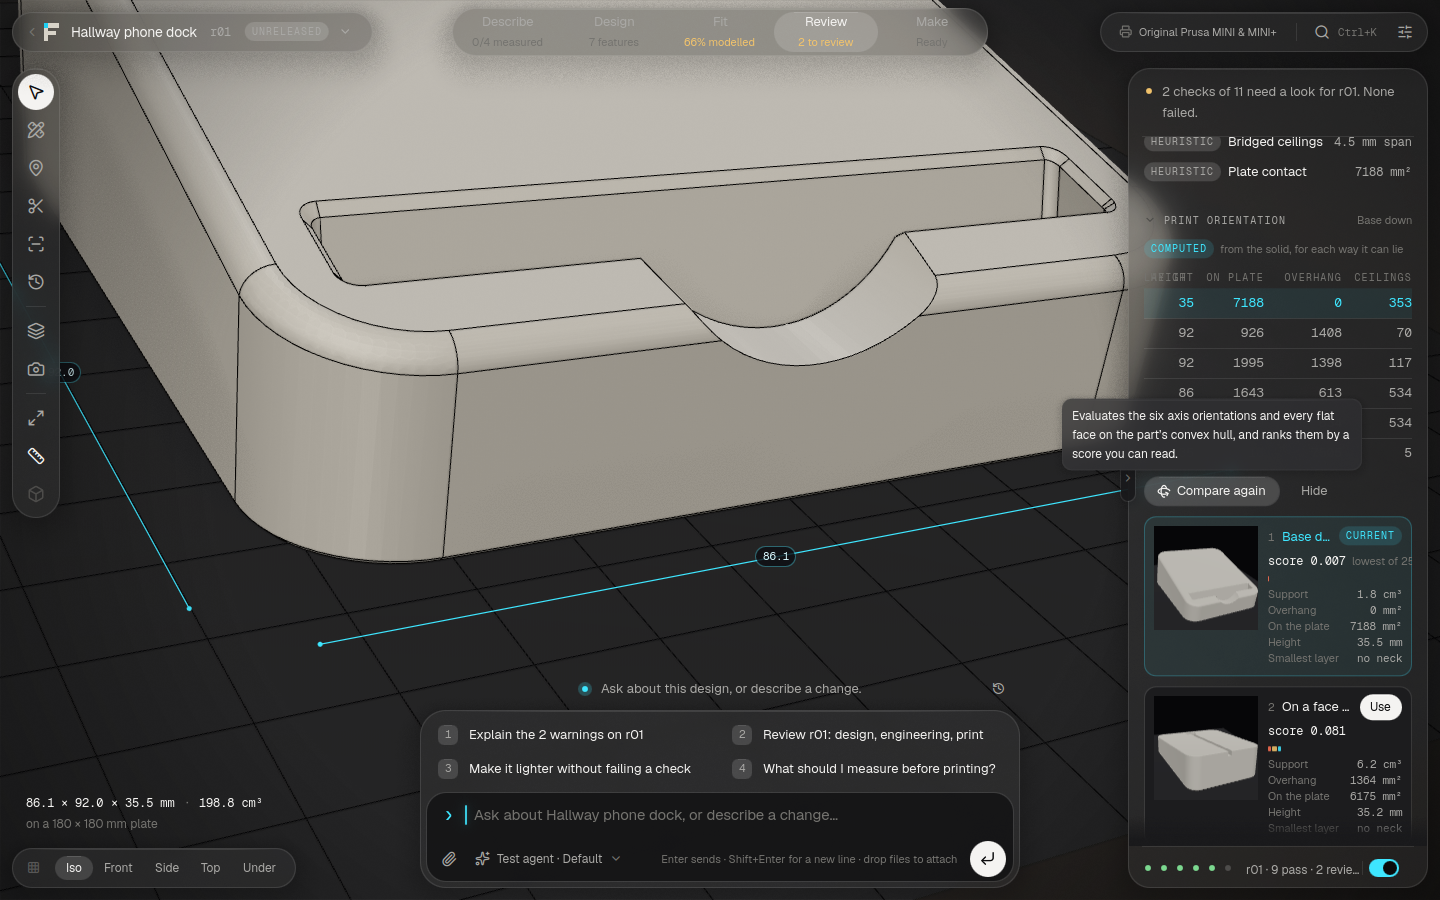 Hallway phone dock r01 UNRELEASED
Describe
0/4 measured
Design
7 features
Fit
66% modelled
Review
2 to review
Make
Ready
Original Prusa MINI & MINI+
Ctrl+K
2 checks of 11 need a look for r01. None
failed.
HEURISTIC Bridged ceilings 4.5 mm span
HEURISTIC Plate contact 7188 mm²
PRINT ORIENTATION Base down
COMPUTED from the solid, for each way it can lie
ON PLATE OVERHANG CEILINGS
35 7188 0 353
92 926 1408 70
92 1995 1398 117
86 1643 613 534
534
5
Evaluates the six axis orientations and every flat
face on the part's convex hull, and ranks them by a
score you can read.
Compare again Hide
1 Base d... CURRENT
score 0.007 lowest of 25
Support 1.8 cm³
Overhang 0 mm²
On the plate 7188 mm²
Height 35.5 mm
Smallest layer no neck
2 On a face ... Use
score 0.081
Support 6.2 cm³
Overhang 1364 mm²
On the plate 6175 mm²
Height 35.2 mm
Smallest layer no neck
r01 · 9 pass · 2 revie...
.0
86.1
Ask about this design, or describe a change.
1 Explain the 2 warnings on r01
2 Review r01: design, engineering, print
3 Make it lighter without failing a check
4 What should I measure before printing?
Ask about Hallway phone dock, or describe a change...
Test agent · Default
Enter sends · Shift+Enter for a new line · drop files to attach
86.1 × 92.0 × 35.5 mm · 198.8 cm³
on a 180 × 180 mm plate
Iso Front Side Top Under